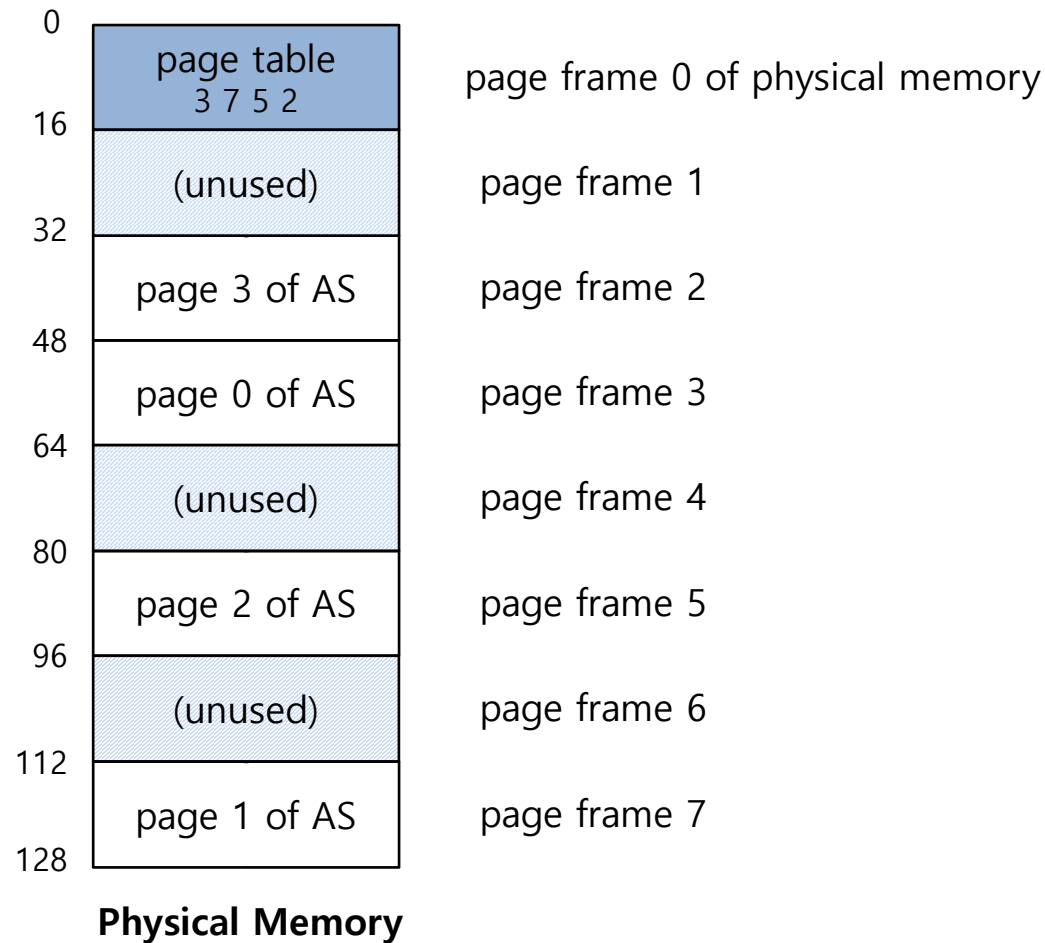 0
page table
3 7 5 2
page frame 0 of physical memory
16
(unused)
page frame 1
32
page 3 of AS
page frame 2
48
page 0 of AS
page frame 3
64
(unused)
page frame 4
80
page 2 of AS
page frame 5
96
(unused)
page frame 6
112
page 1 of AS
page frame 7
128
Physical Memory